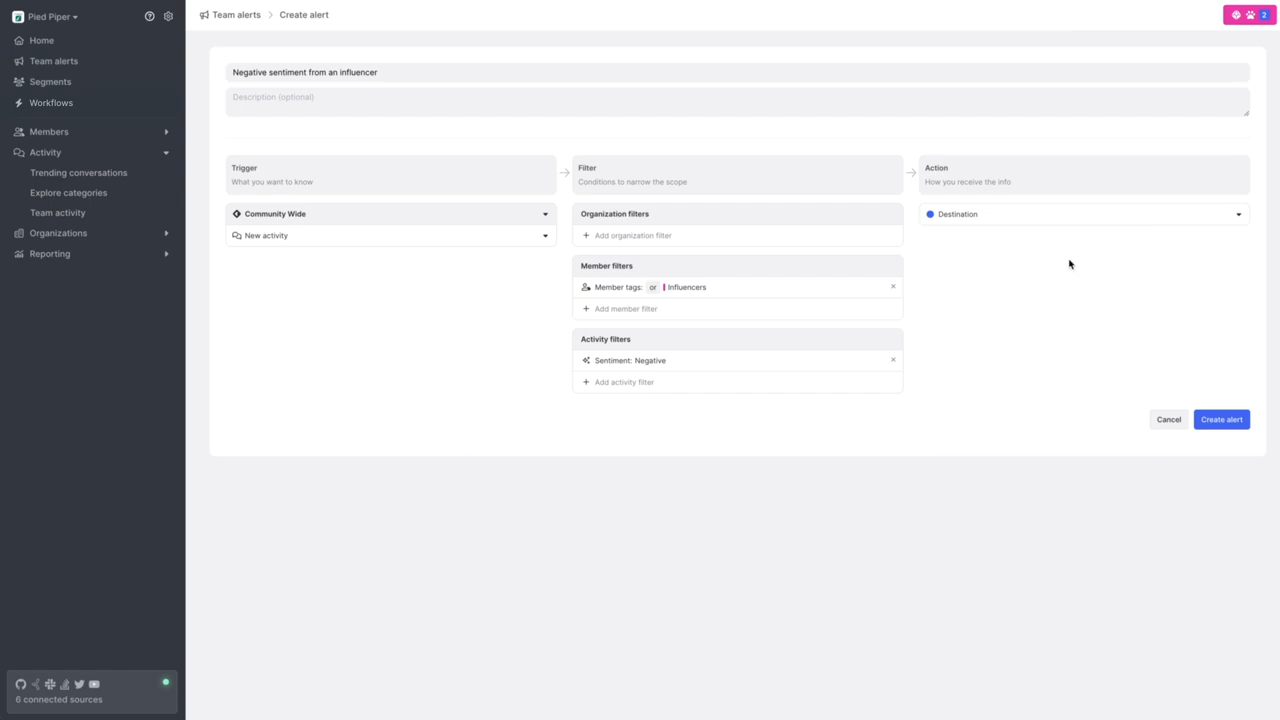 Pied Piper
Home
Team alerts
Segments
Workflows
Members
Activity
Trending conversations
Explore categories
Team activity
Organizations
Reporting
6 connected sources
Team alerts
Create alert
2
Negative sentiment from an influencer
Description (optional)
Trigger
What you want to know
Community Wide
New activity
Filter
Conditions to narrow the scope
Organization filters
Add organization filter
Member filters
Member tags: or Influencers
Add member filter
Activity filters
Sentiment: Negative
Add activity filter
Action
How you receive the info
Destination
Cancel
Create alert